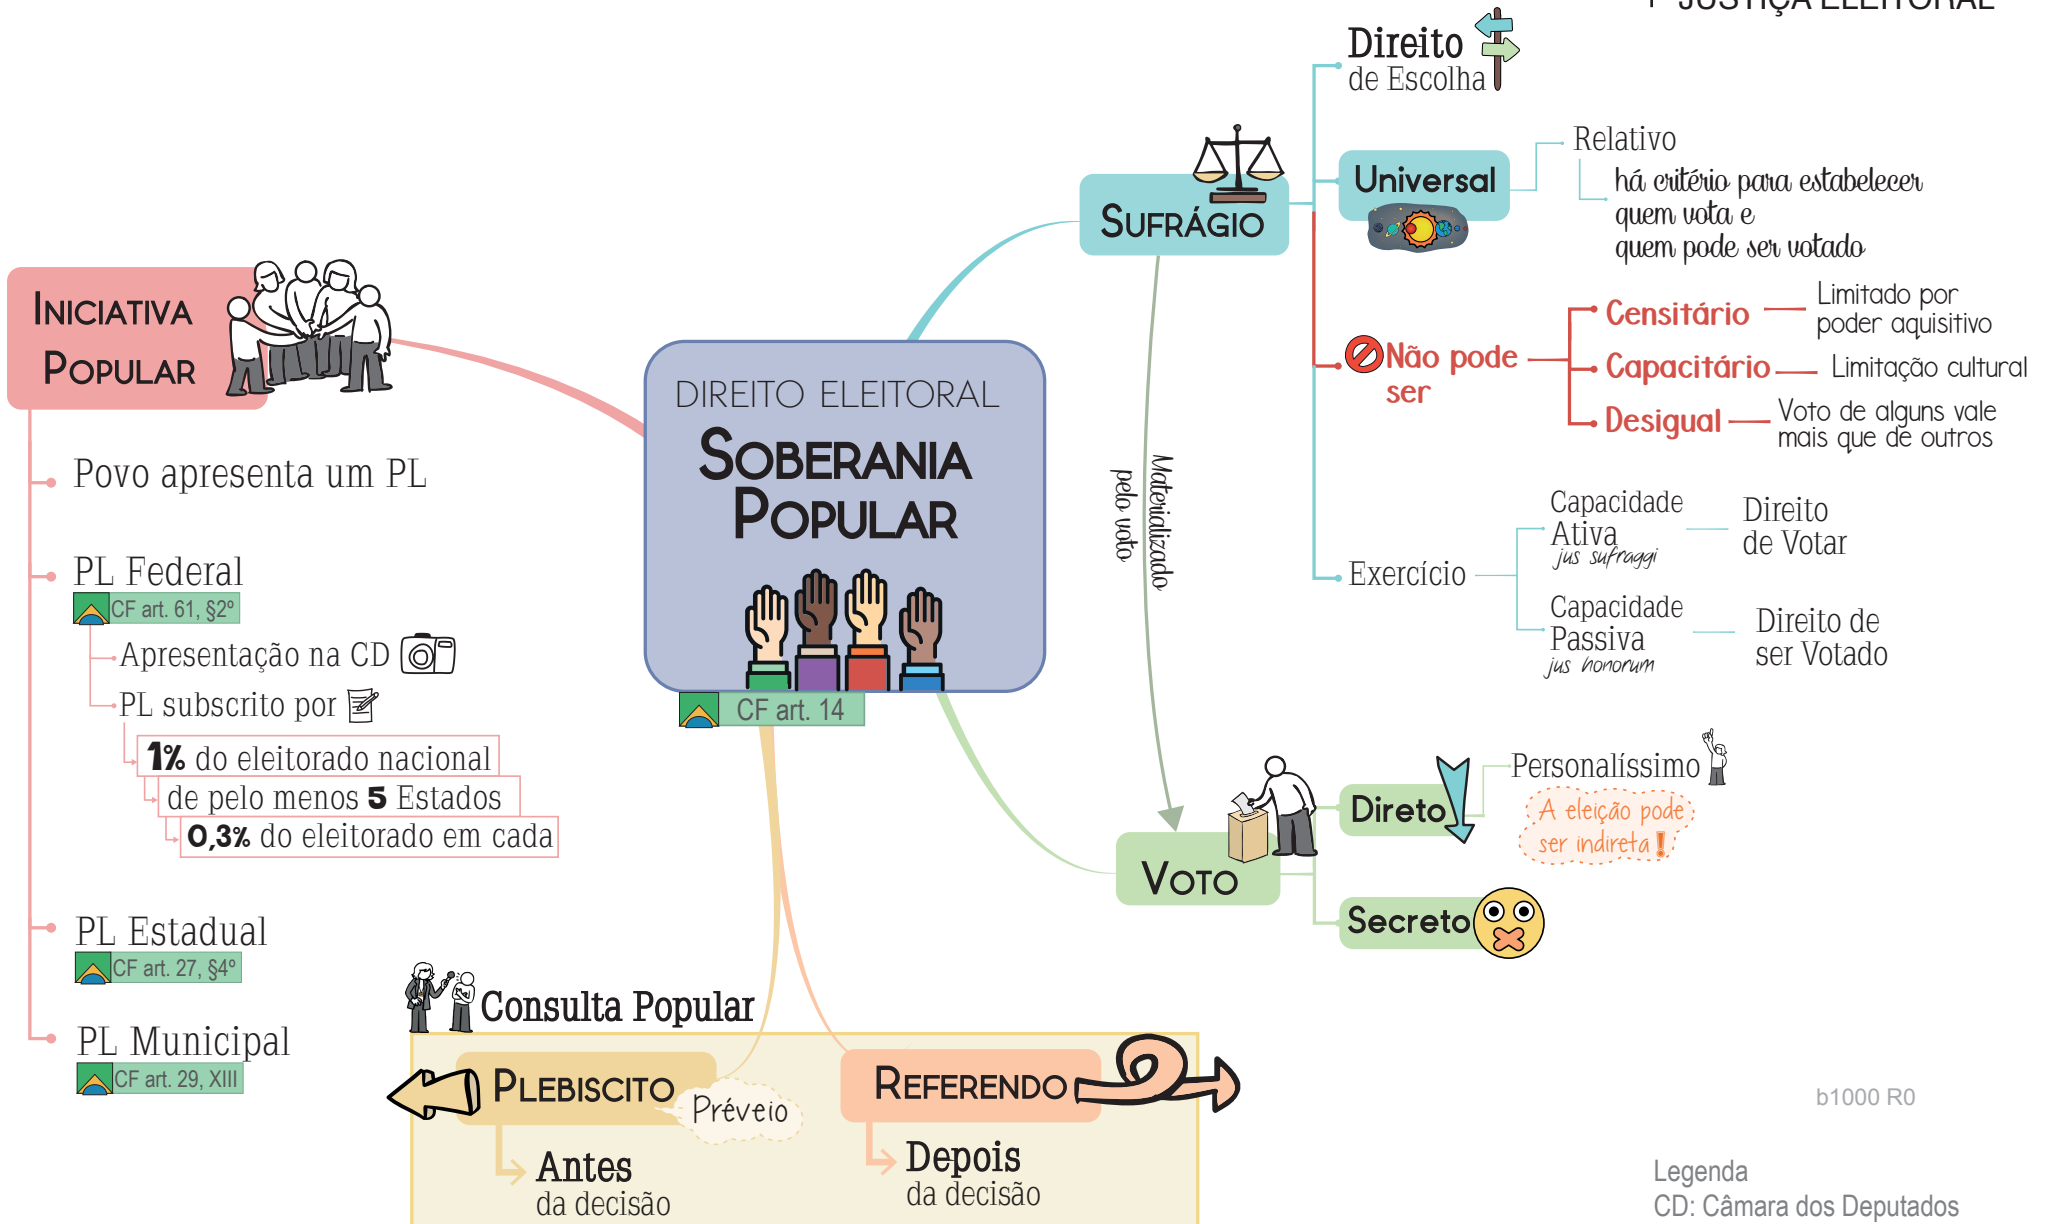 JUSTIÇA ELEITORAL
DIREITO ELEITORAL
SOBERANIA
POPULAR
CF art. 14
SUFRÁGIO
Direito
de Escolha
Universal
Relativo
há critério para estabelecer
quem vota e
quem pode ser votado
Não pode
ser
Censitário
Limitado por
poder aquisitivo
Capacitário
Limitação cultural
Desigual
Voto de alguns vale
mais que de outros
Exercício
Capacidade
Ativa
jus sufraggi
Direito
de Votar
Capacidade
Passiva
jus honorum
Direito de
ser Votado
Materializado
pelo voto
VOTO
Direto
Personalíssimo
A eleição pode
ser indireta!
Secreto
INICIATIVA
POPULAR
Povo apresenta um PL
PL Federal
CF art. 61, §2º
Apresentação na CD
PL subscrito por
1% do eleitorado nacional
de pelo menos 5 Estados
0,3% do eleitorado em cada
PL Estadual
CF art. 27, §4º
PL Municipal
CF art. 29, XIII
Consulta Popular
PLEBISCITO
Préveio
Antes
da decisão
REFERENDO
Depois
da decisão
b1000 R0
Legenda
CD: Câmara dos Deputados